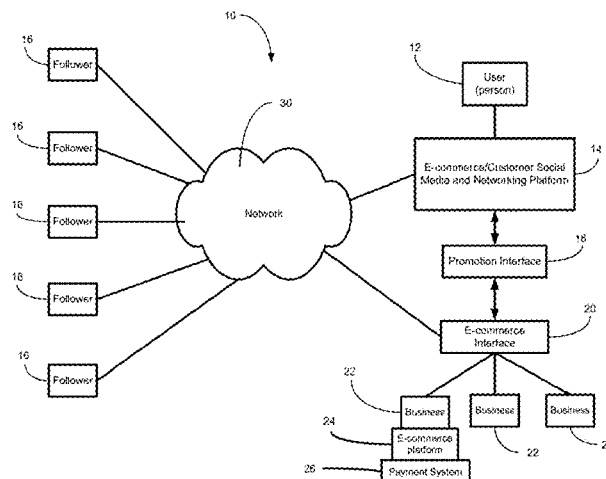 10
16
Follower
12
User
(person)
30
16
Follower
14
E-commerce/Customer Social
Media and Networking Platform
18
Follower
Network
18
Promotion Interface
18
Follower
20
E-commerce
Interface
16
Follower
22
Business
Business
Business
24
E-commerce
platform
22
26
Payment System